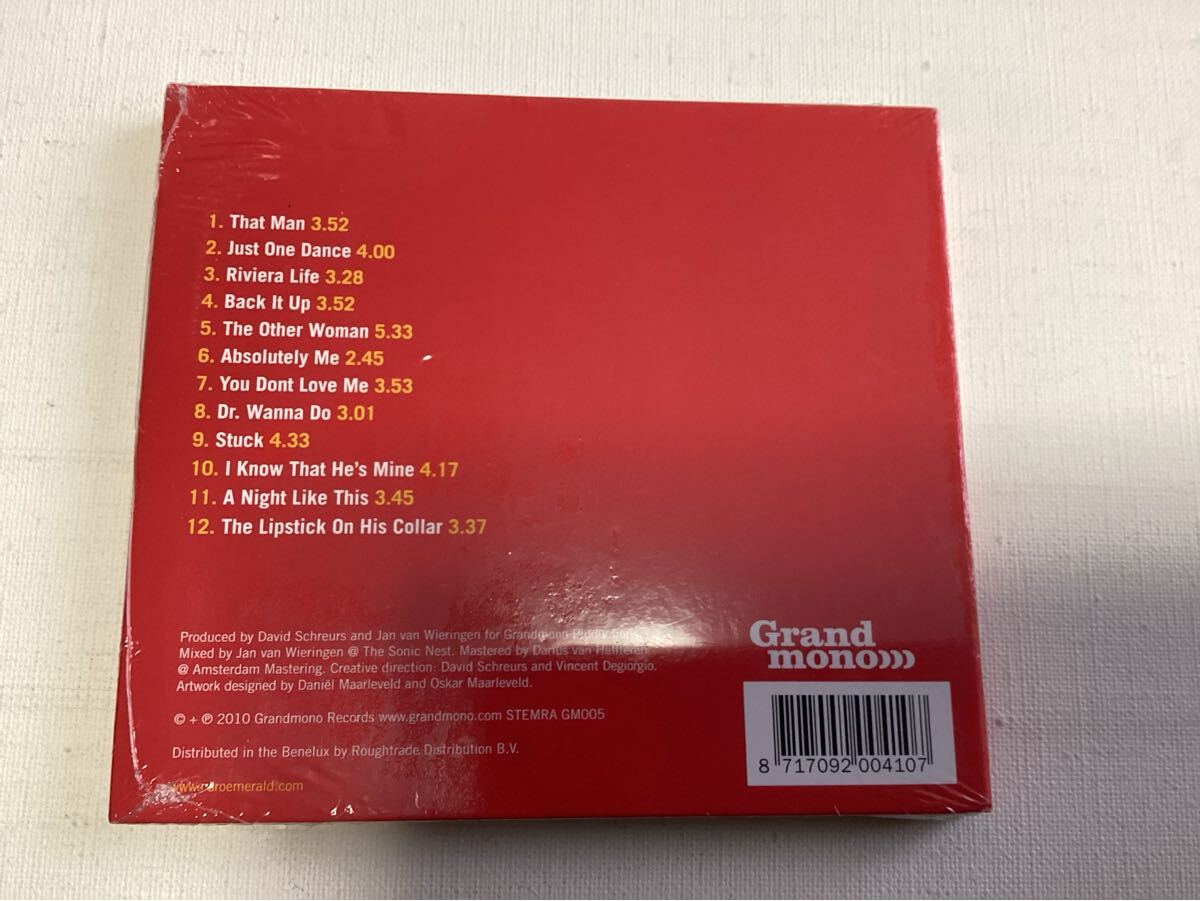 1. That Man 3.52
2. Just One Dance 4.00
3. Riviera Life 3.28
4. Back It Up 3.52
5. The Other Woman 5.33
6. Absolutely Me 2.45
7. You Dont Love Me 3.53
8. Dr. Wanna Do 3.01
9. Stuck 4.33
10. I Know That He's Mine 4.17
11. A Night Like This 3.45
12. The Lipstick On His Collar 3.37
Produced by David Schreurs and Jan van Wieringen for Grandmono Productions.
Mixed by Jan van Wieringen @ The Sonic Nest. Mastered by Darius van Helfteren
@ Amsterdam Mastering. Creative direction: David Schreurs and Vincent Degiorgio.
Artwork designed by Daniël Maarleveld and Oskar Maarleveld.
© + ℗ 2010 Grandmono Records www.grandmono.com STEMRA GM005
Distributed in the Benelux by Roughtrade Distribution B.V.
www.caroemerald.com
Grand
mono)))
8 717092 004107